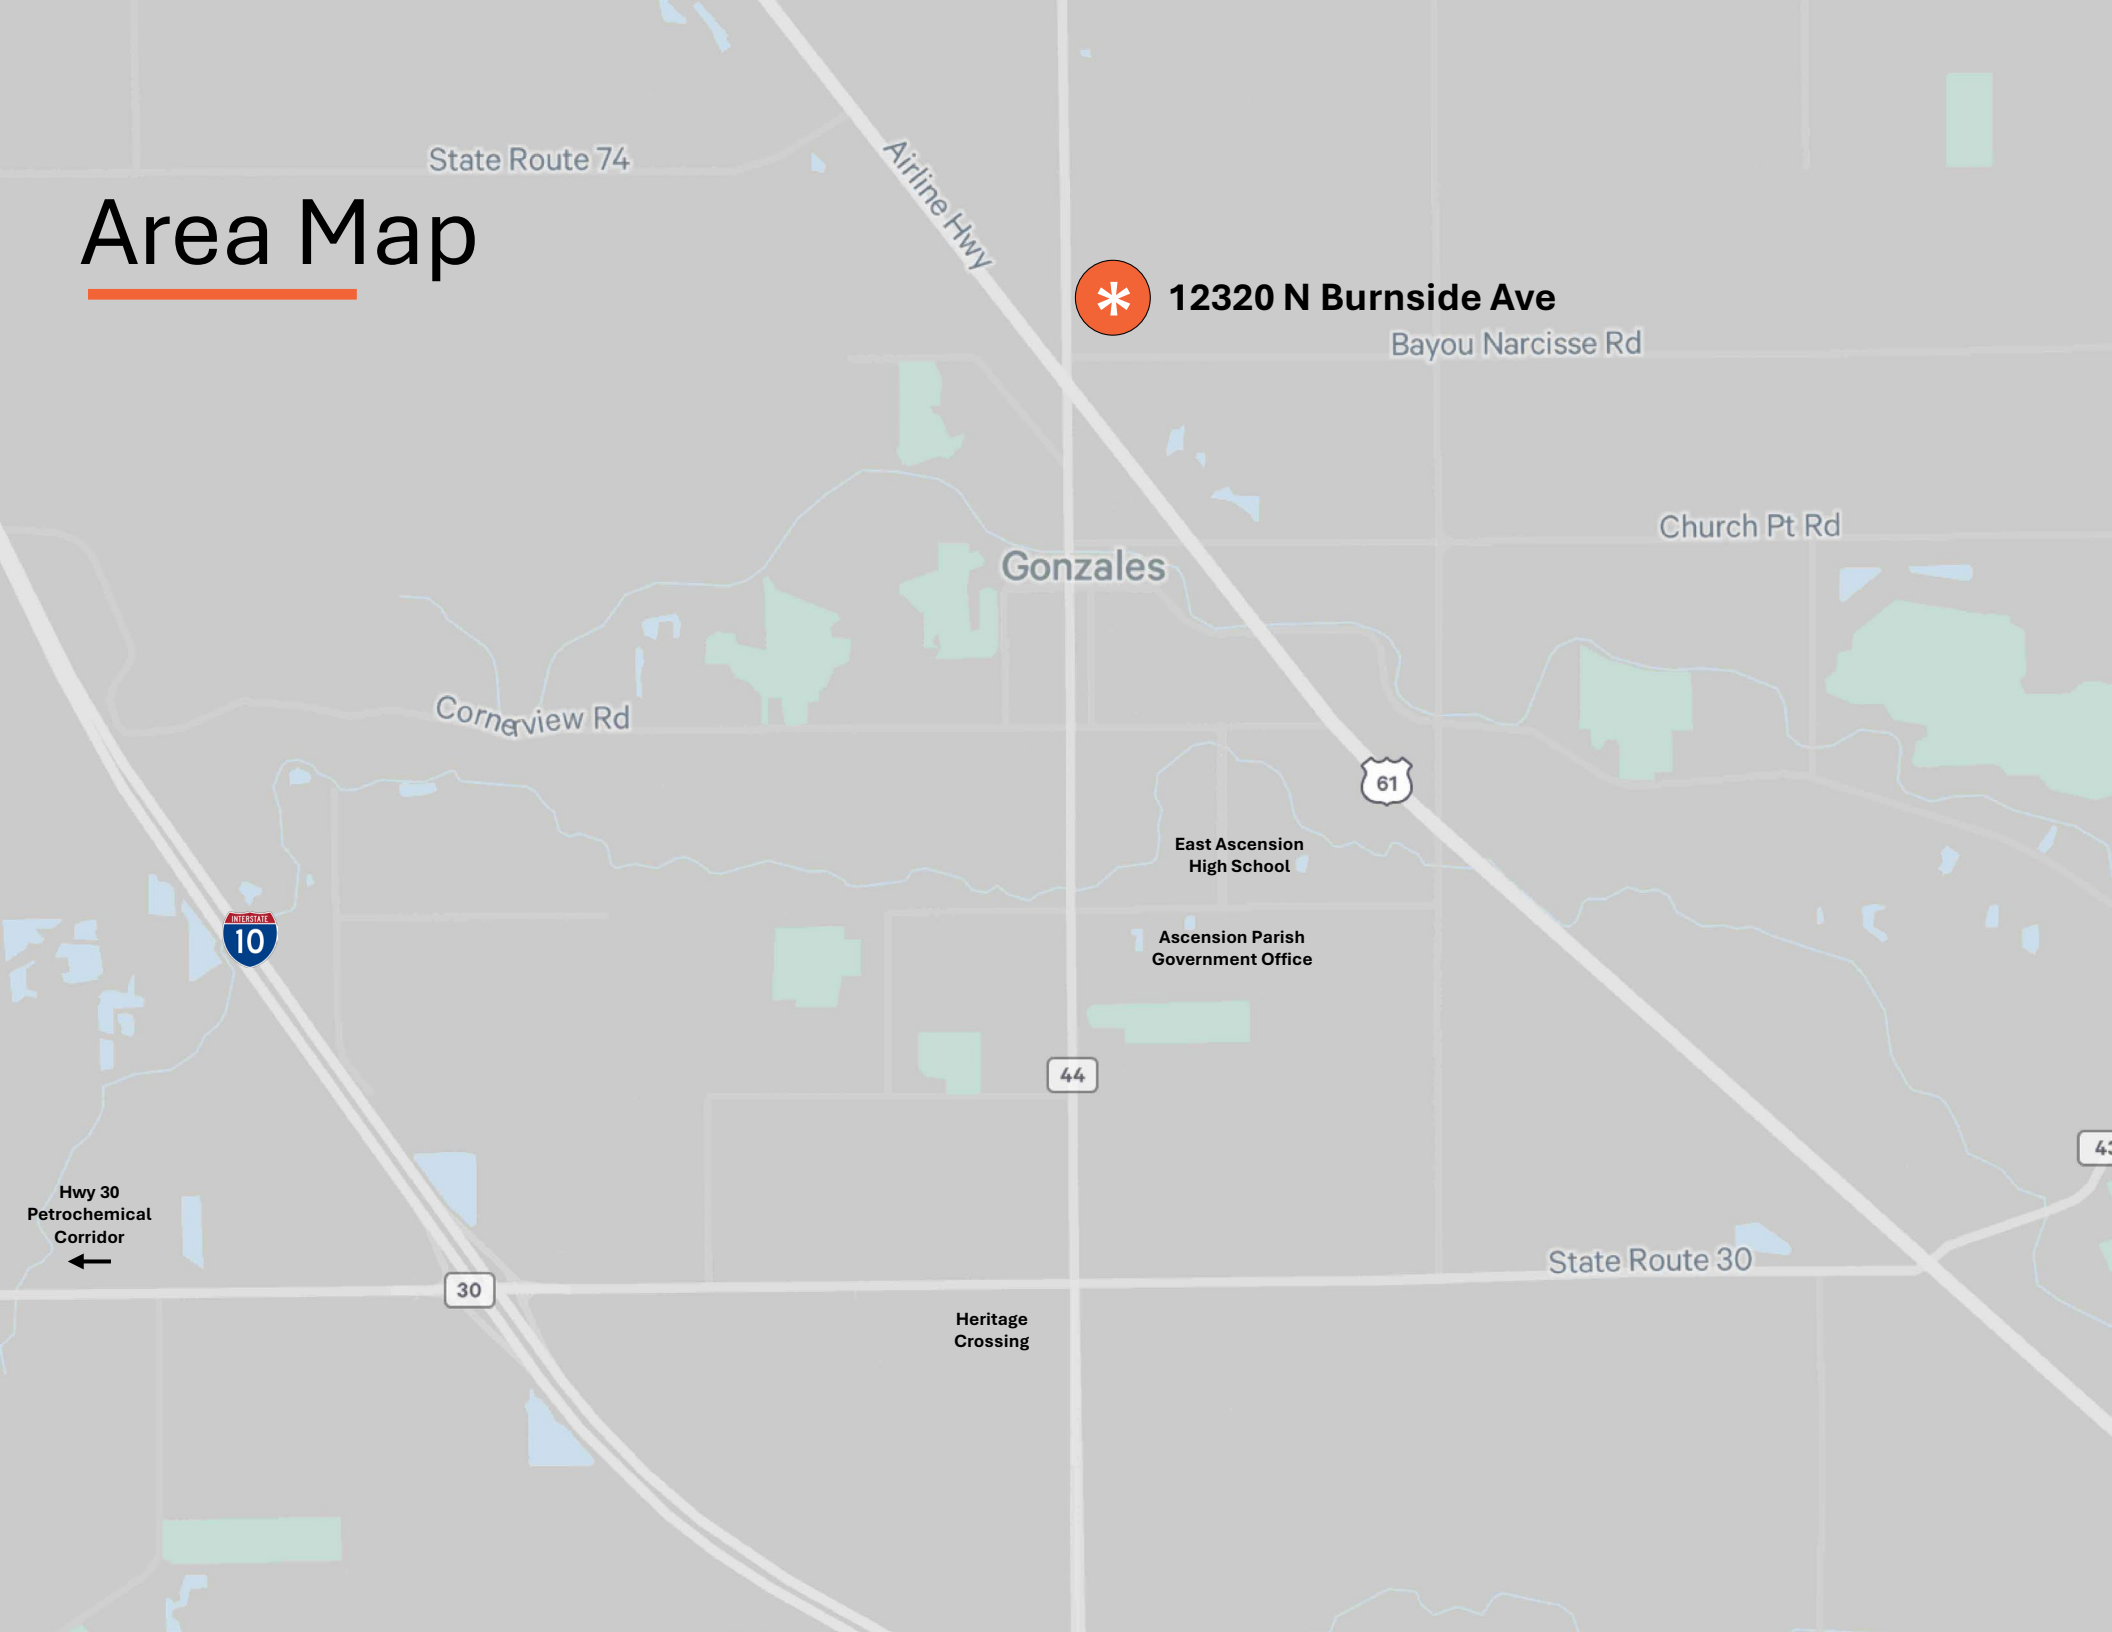 State Route 74
Airline Hwy
Area Map
* 12320 N Burnside Ave
Bayou Narcisse Rd
Church Pt Rd
Gonzales
Cornerview Rd
61
East Ascension
High School
INTERSTATE
10
Ascension Parish
Government Office
44
Hwy 30
Petrochemical
Corridor
State Route 30
30
Heritage
Crossing